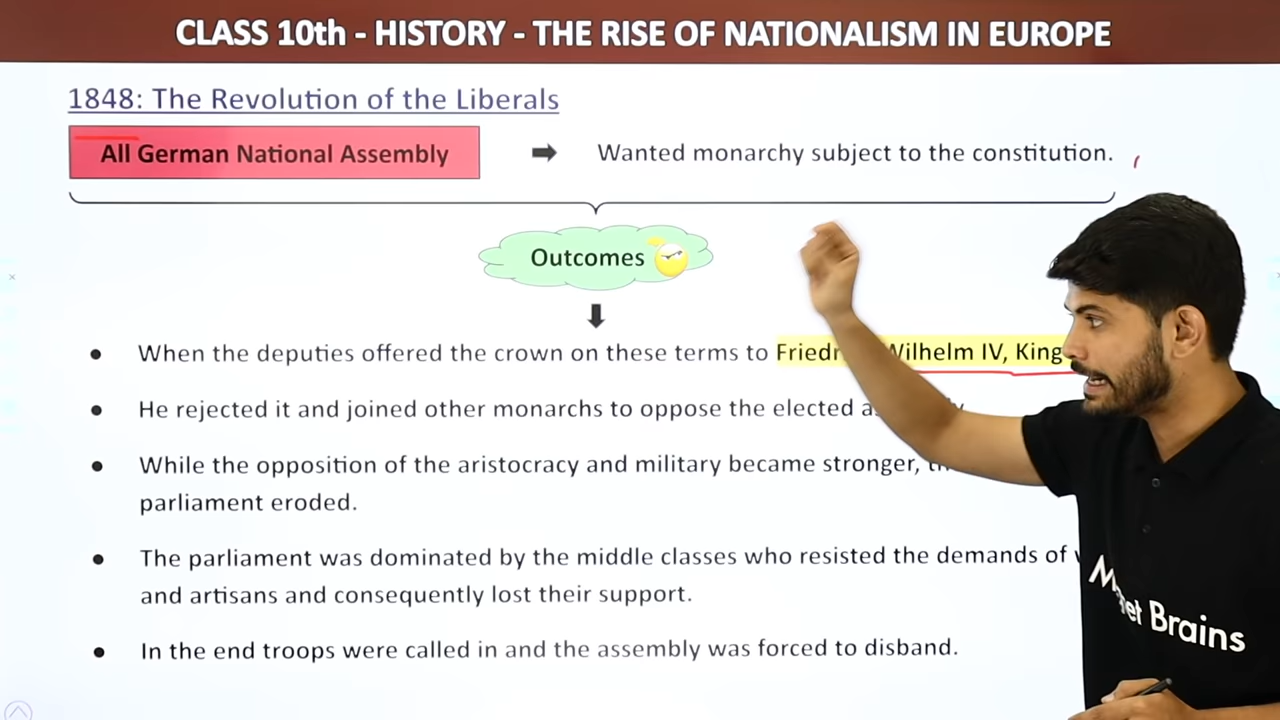 CLASS 10th - HISTORY - THE RISE OF NATIONALISM IN EUROPE
1848: The Revolution of the Liberals
All German National Assembly
Wanted monarchy subject to the constitution.
Outcomes
When the deputies offered the crown on these terms to Wilhelm IV, King
He rejected it and joined other monarchs to oppose the elected
While the opposition of the aristocracy and military became stronger,
parliament eroded.
The parliament was dominated by the middle classes who resisted the demands of
and artisans and consequently lost their support.
In the end troops were called in and the assembly was forced to disband.
Brains